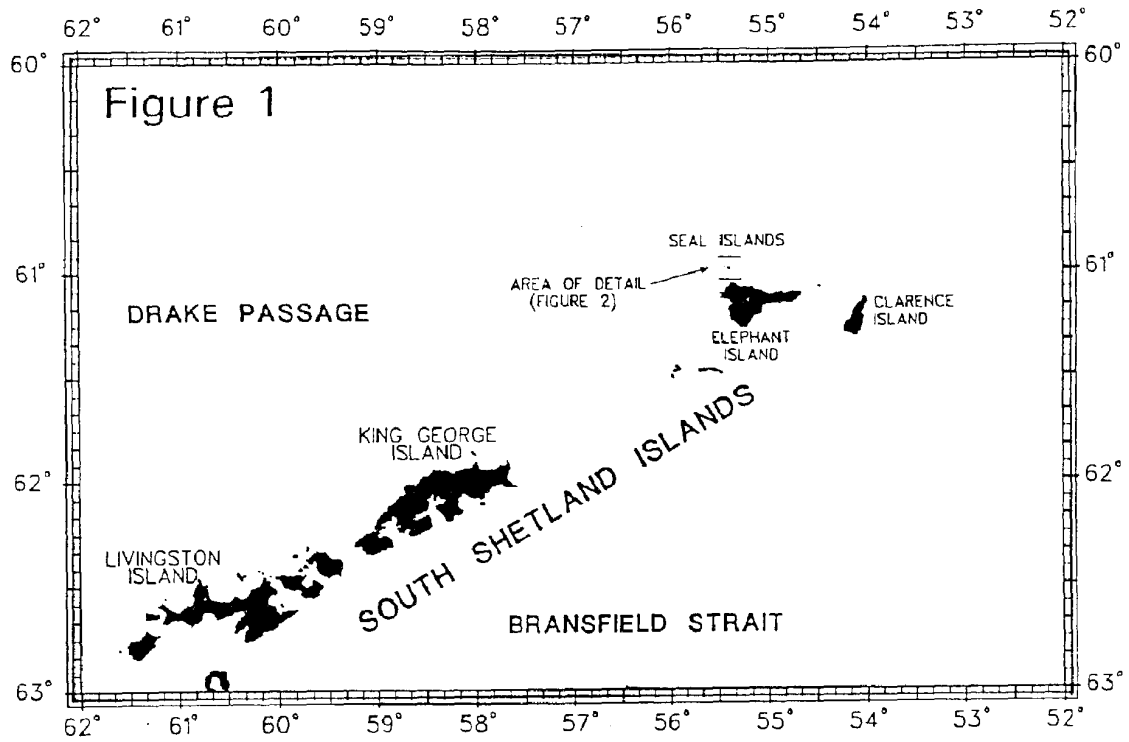 62° 61° 60° 59° 58° 57° 56° 55° 54° 53° 52°
60° 60°
Figure 1
SEAL ISLANDS
61° 61°
AREA OF DETAIL
(FIGURE 2)
DRAKE PASSAGE
CLARENCE
ISLAND
ELEPHANT
ISLAND
KING GEORGE
ISLAND
62° 62°
SOUTH SHETLAND ISLANDS
LIVINGSTON
ISLAND
BRANSFIELD STRAIT
63° 63°
62° 61° 60° 59° 58° 57° 56° 55° 54° 53° 52°